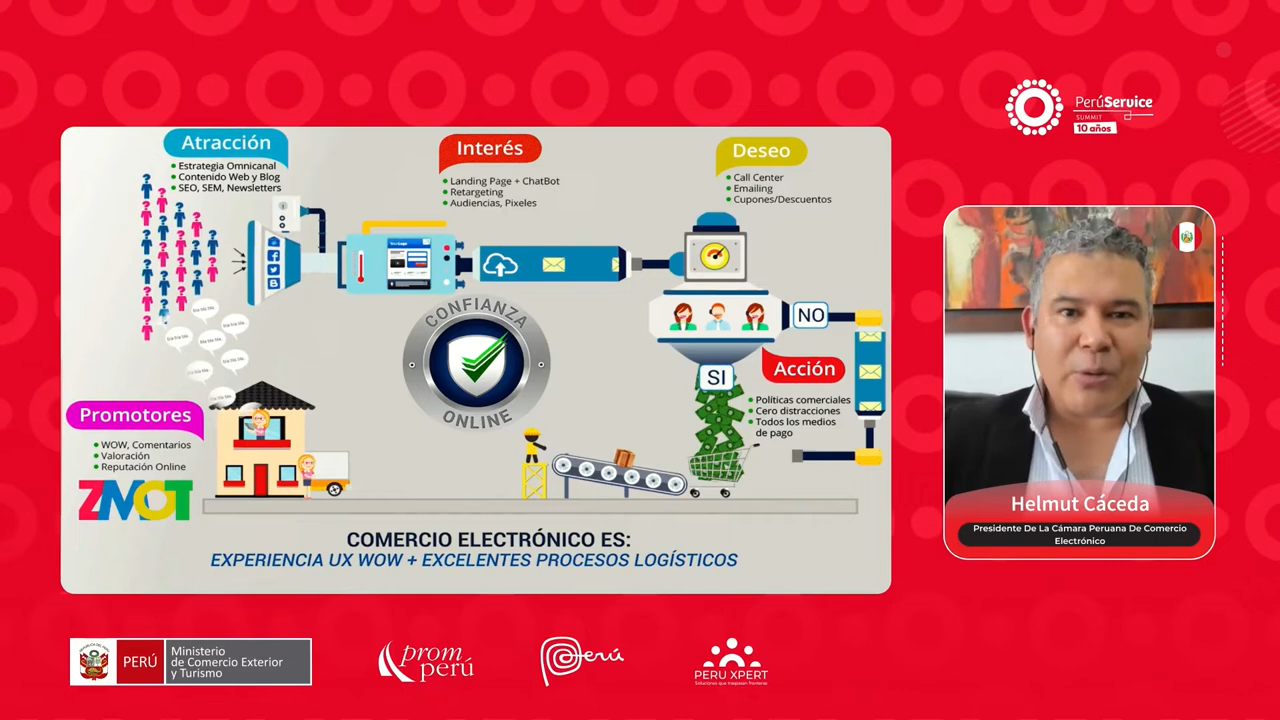 Atracción
Estrategia Omnicanal
Contenido Web y Blog
SEO, SEM, Newsletters
Interés
Landing Page + ChatBot
Retargeting
Audiencias, Pixeles
Deseo
Call Center
Emailing
Cupones/Descuentos
CONFIANZA
ONLINE
NO
SI
Acción
Políticas comerciales
Cero distracciones
Todos los medios
de pago
Promotores
WOW, Comentarios
Valoración
Reputación Online
ZMOT
COMERCIO ELECTRÓNICO ES:
EXPERIENCIA UX WOW + EXCELENTES PROCESOS LOGÍSTICOS
PerúService
SUMMIT
10 años
Helmut Cáceda
Presidente De La Cámara Peruana De Comercio
Electrónico
PERÚ
Ministerio
de Comercio Exterior
y Turismo
prom
perú
Perú
PERU XPERT
Soluciones que traspasan fronteras